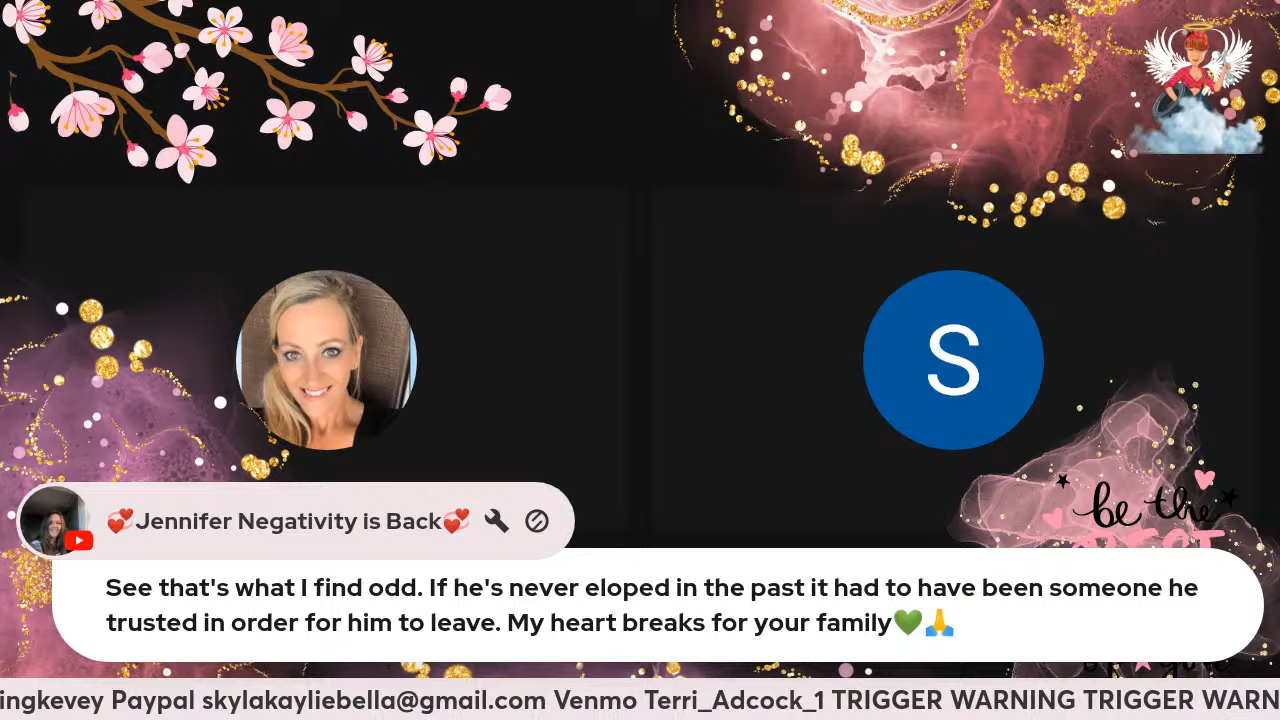 S
be the
💞Jennifer Negativity is Back💞
See that's what I find odd. If he's never eloped in the past it had to have been someone he
trusted in order for him to leave. My heart breaks for your family💚🙏
ingkevey Paypal skylakayliebella@gmail.com Venmo Terri_Adcock_1 TRIGGER WARNING TRIGGER WARN